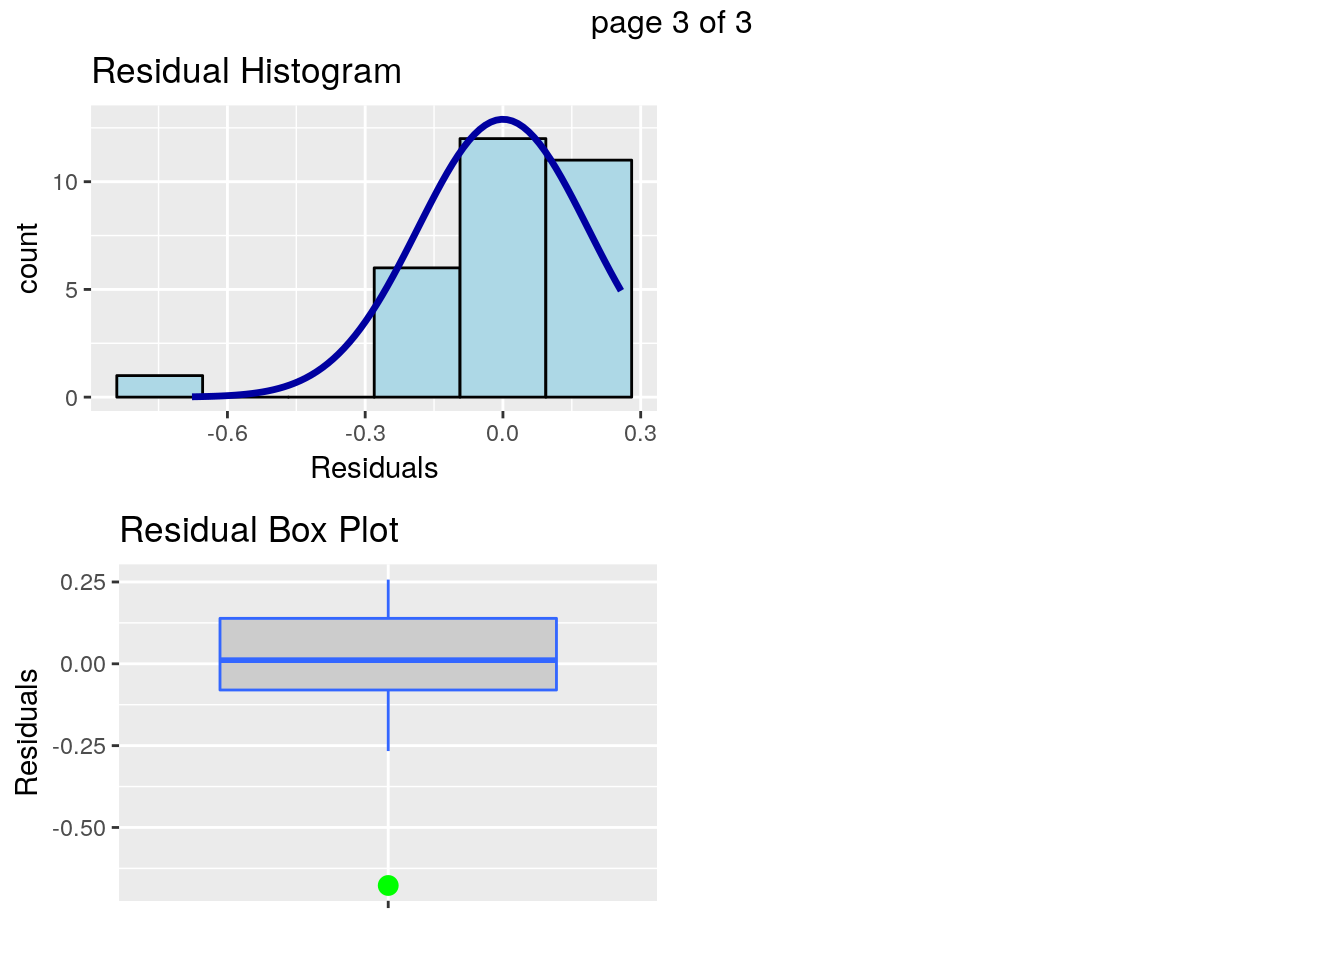 page 3 of 3
Residual Histogram
10
5
0
count
-0.6 -0.3 0.0 0.3
Residuals
Residual Box Plot
0.25
0.00
-0.25
-0.50
Residuals